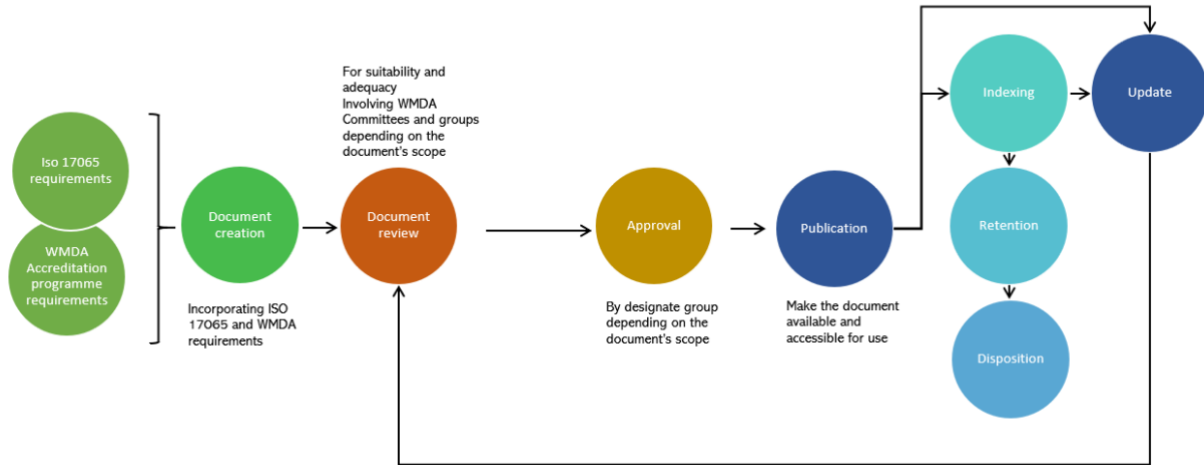 Iso 17065
requirements
WMDA
Accreditation
programme
requirements
Document
creation
Incorporating ISO
17065 and WMDA
requirements
For suitability and
adequacy
Involving WMDA
Committees and groups
depending on the
document's scope
Document
review
Approval
By designate group
depending on the
document's scope
Publication
Make the document
available and
accessible for use
Indexing
Update
Retention
Disposition